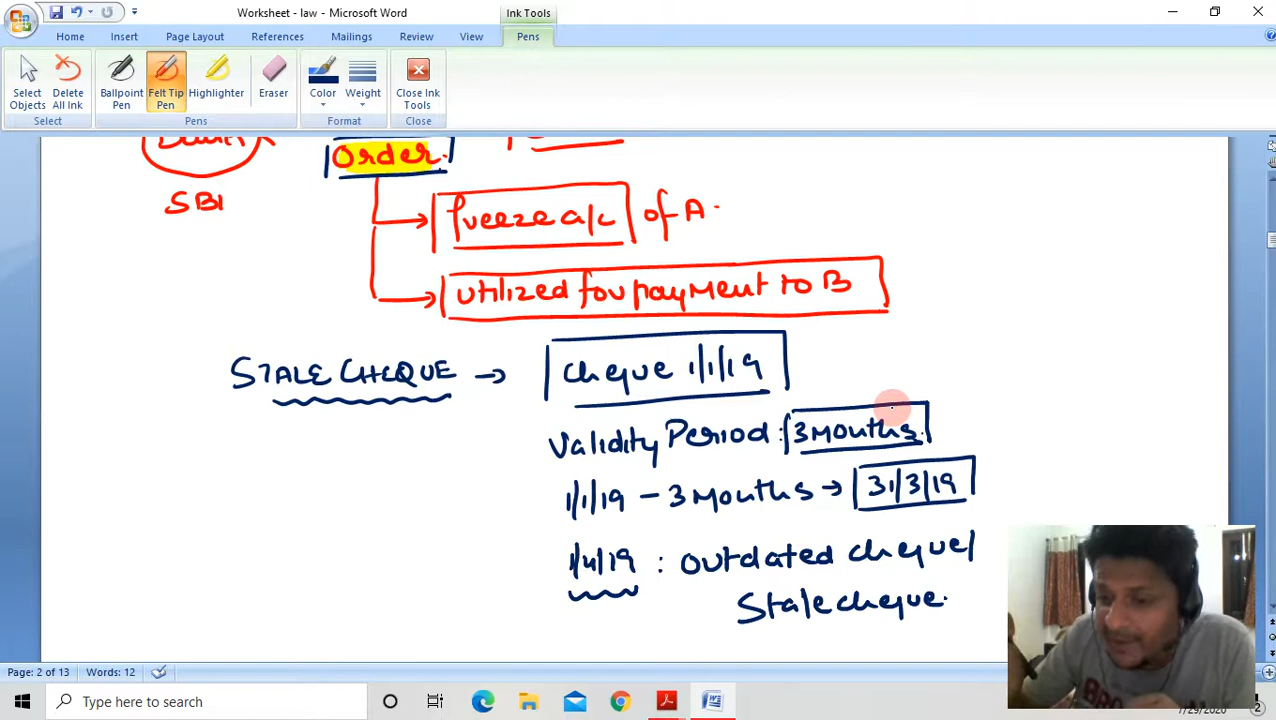 Worksheet - law - Microsoft Word
Ink Tools
Home Insert Page Layout References Mailings Review View Pens
Select Objects
Delete All Ink
Ballpoint Pen
Felt Tip Pen
Highlighter
Eraser
Color
Weight
Close Ink Tools
Select Pens Format Close
Order.
SBI
freeze a/c of A
utilized for payment to B
STALE CHEQUE → cheque 1/1/19
Validity Period : 3 Months.
1/1/19 - 3 Months → 31/3/19
1/4/19 : Outdated cheque/
Stale cheque.
Page: 2 of 13 Words: 12
Type here to search
7/29/2020
2